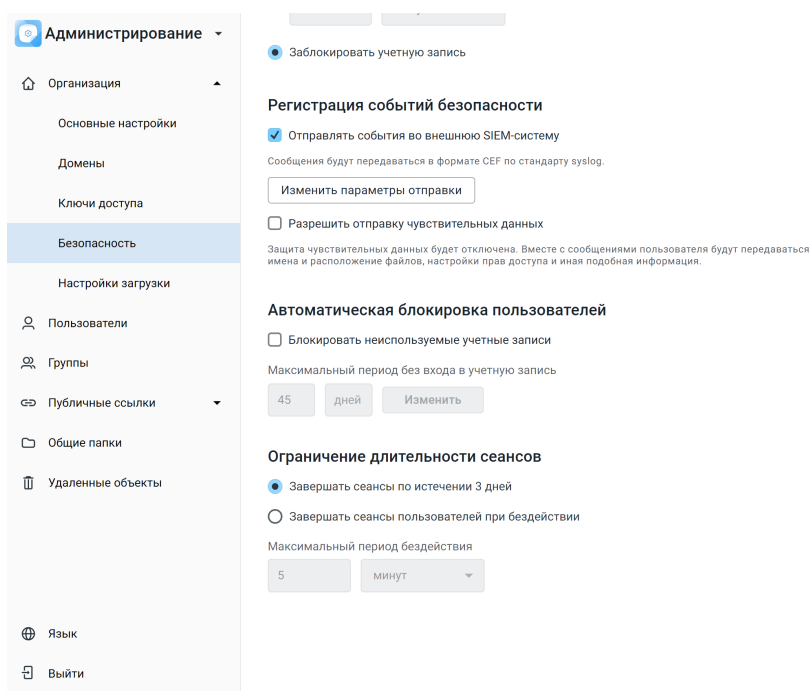 Администрирование
Организация
Основные настройки
Домены
Ключи доступа
Безопасность
Настройки загрузки
Пользователи
Группы
Публичные ссылки
Общие папки
Удаленные объекты
Язык
Выйти
Заблокировать учетную запись
Регистрация событий безопасности
Отправлять события во внешнюю SIEM-систему
Сообщения будут передаваться в формате CEF по стандарту syslog.
Изменить параметры отправки
Разрешить отправку чувствительных данных
Защита чувствительных данных будет отключена. Вместе с сообщениями пользователя будут передаваться
имена и расположение файлов, настройки прав доступа и иная подобная информация.
Автоматическая блокировка пользователей
Блокировать неиспользуемые учетные записи
Максимальный период без входа в учетную запись
45 дней Изменить
Ограничение длительности сеансов
Завершать сеансы по истечении 3 дней
Завершать сеансы пользователей при бездействии
Максимальный период бездействия
5 минут